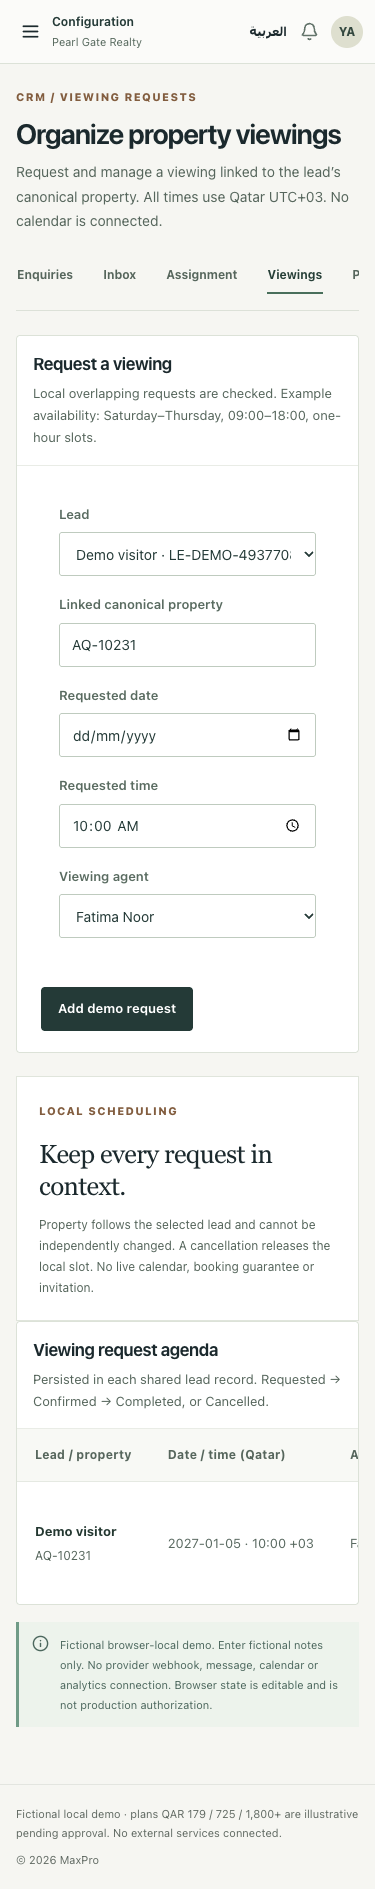 Configuration
Pearl Gate Realty
العربية
YA
CRM / VIEWING REQUESTS
Organize property viewings
Request and manage a viewing linked to the lead's
canonical property. All times use Qatar UTC+03. No
calendar is connected.
Enquiries Inbox Assignment Viewings P
Request a viewing
Local overlapping requests are checked. Example
availability: Saturday–Thursday, 09:00–18:00, one-
hour slots.
Lead
Demo visitor · LE-DEMO-4937708
Linked canonical property
AQ-10231
Requested date
dd/mm/yyyy
Requested time
10:00 AM
Viewing agent
Fatima Noor
Add demo request
LOCAL SCHEDULING
Keep every request in
context.
Property follows the selected lead and cannot be
independently changed. A cancellation releases the
local slot. No live calendar, booking guarantee or
invitation.
Viewing request agenda
Persisted in each shared lead record. Requested →
Confirmed → Completed, or Cancelled.
Lead / property Date / time (Qatar) A
Demo visitor
AQ-10231
2027-01-05 · 10:00 +03 Fa
Fictional browser-local demo. Enter fictional notes
only. No provider webhook, message, calendar or
analytics connection. Browser state is editable and is
not production authorization.
Fictional local demo · plans QAR 179 / 725 / 1,800+ are illustrative
pending approval. No external services connected.
© 2026 MaxPro